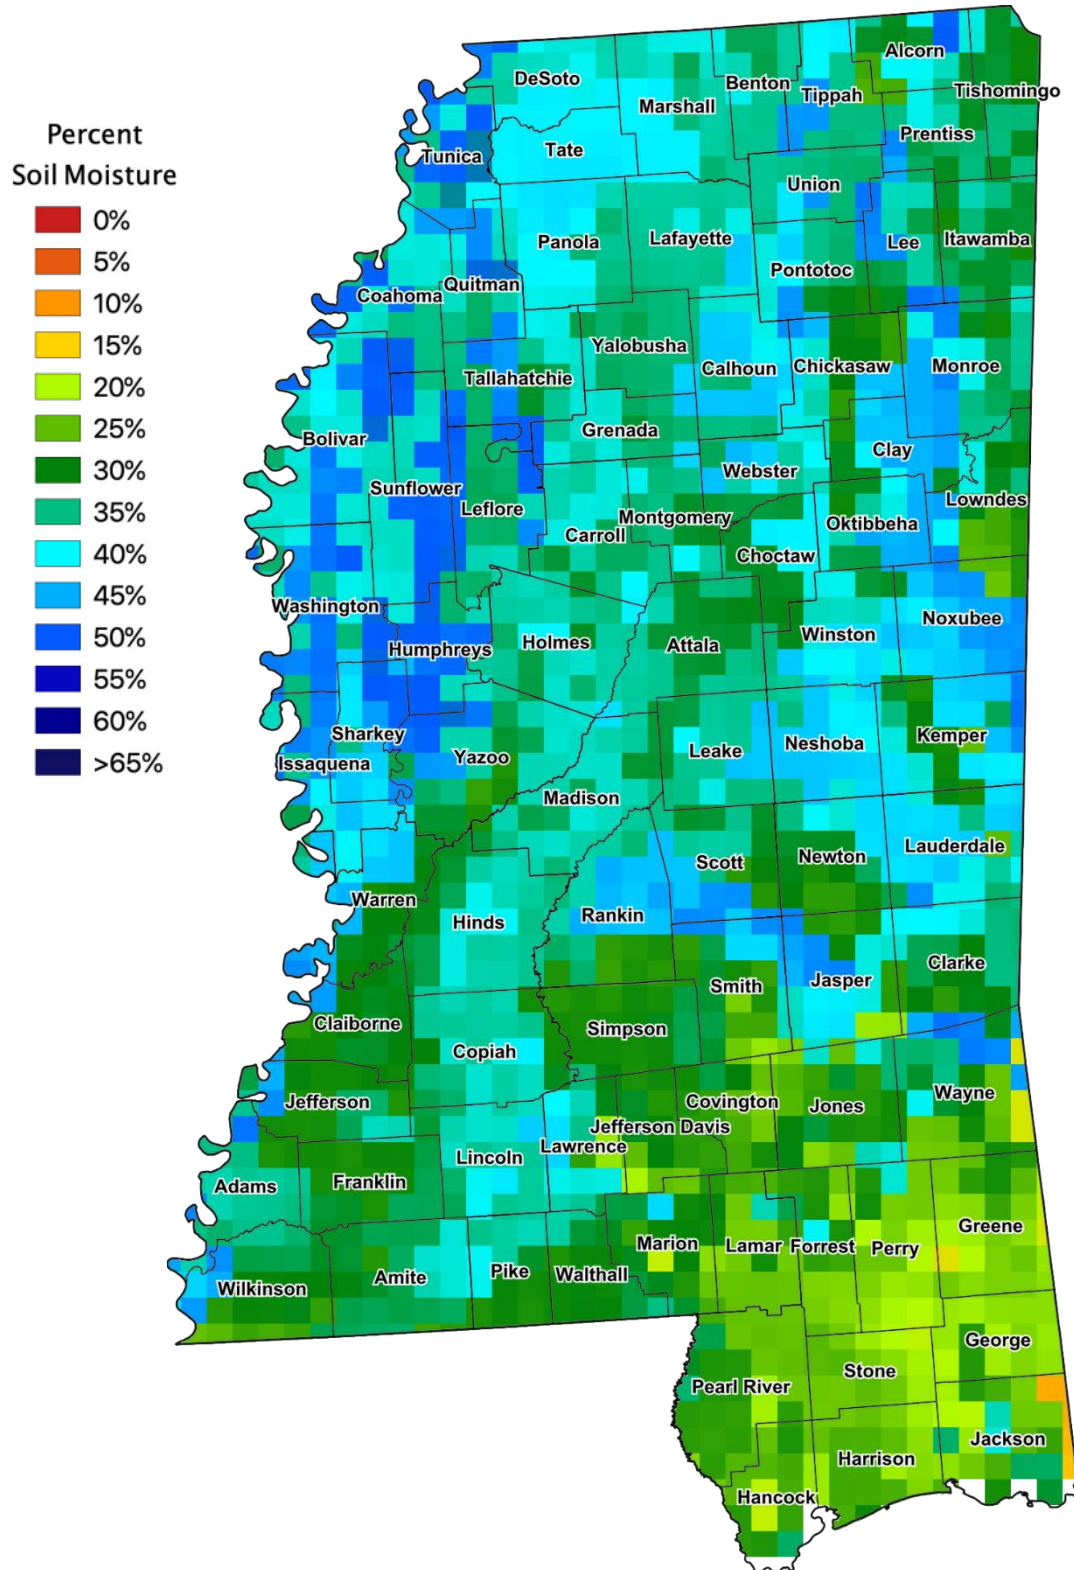 Percent
Soil Moisture
0%
5%
10%
15%
20%
25%
30%
35%
40%
45%
50%
55%
60%
>65%
Alcorn
DeSoto
Benton
Tippah
Tishomingo
Marshall
Prentiss
Tunica
Tate
Union
Panola
Lafayette
Lee
Itawamba
Pontotoc
Coahoma
Quitman
Yalobusha
Calhoun
Chickasaw
Monroe
Tallahatchie
Bolivar
Grenada
Clay
Webster
Sunflower
Leflore
Lowndes
Montgomery
Oktibbeha
Carroll
Choctaw
Washington
Noxubee
Winston
Humphreys
Holmes
Attala
Sharkey
Kemper
Neshoba
Leake
Yazoo
Issaquena
Madison
Lauderdale
Newton
Scott
Warren
Rankin
Hinds
Clarke
Jasper
Smith
Claiborne
Simpson
Copiah
Wayne
Jefferson
Covington
Jones
Jefferson Davis
Lawrence
Lincoln
Franklin
Adams
Greene
Marion
Lamar
Forrest
Perry
Pike
Walthall
Amite
Wilkinson
George
Stone
Pearl River
Jackson
Harrison
Hancock